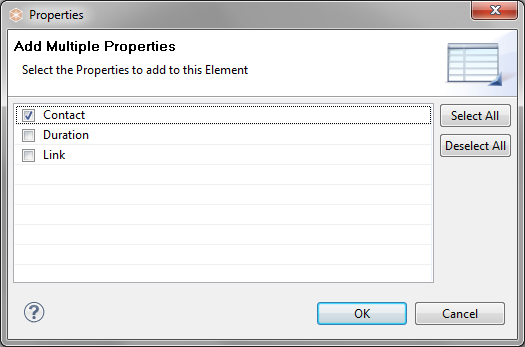 Properties
Add Multiple Properties
Select the Properties to add to this Element
Contact
Duration
Link
Select All
Deselect All
?
OK
Cancel